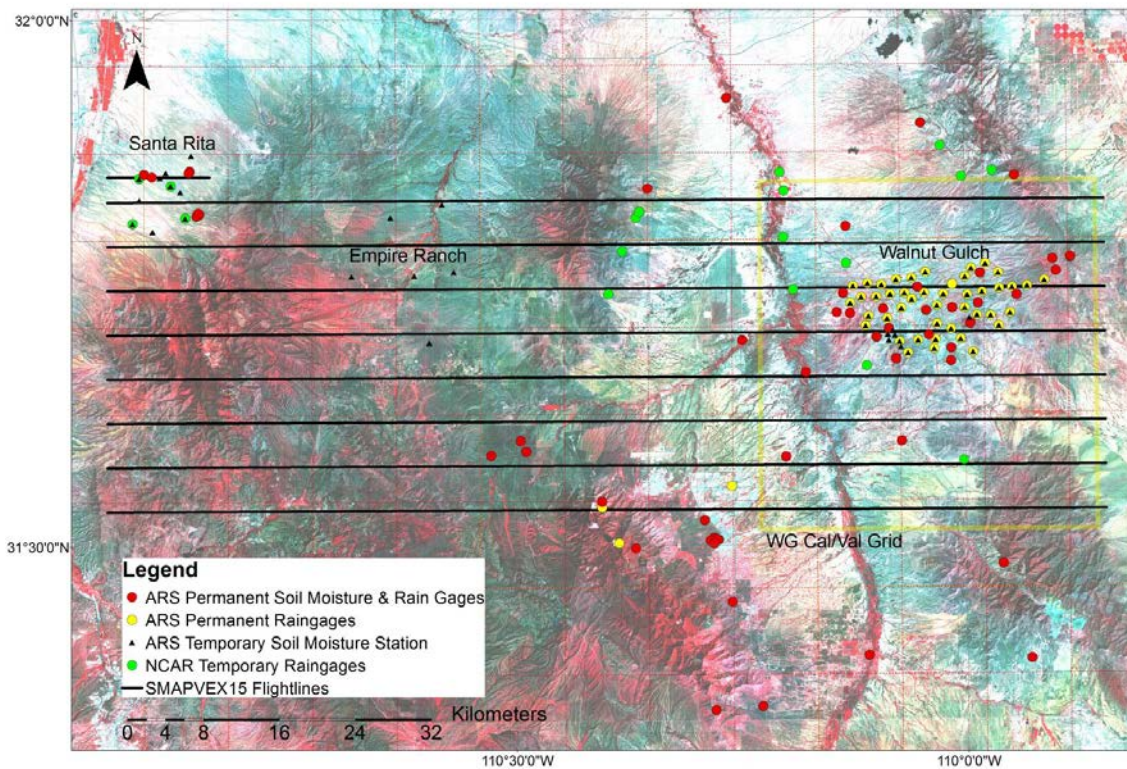 32°0'0"N
N
Santa Rita
Empire Ranch
Walnut Gulch
WG Cal/Val Grid
31°30'0"N
Legend
ARS Permanent Soil Moisture & Rain Gages
ARS Permanent Raingages
ARS Temporary Soil Moisture Station
NCAR Temporary Raingages
SMAPVEX15 Flightlines
Kilometers
0 4 8 16 24 32
110°30'0"W
110°0'0"W